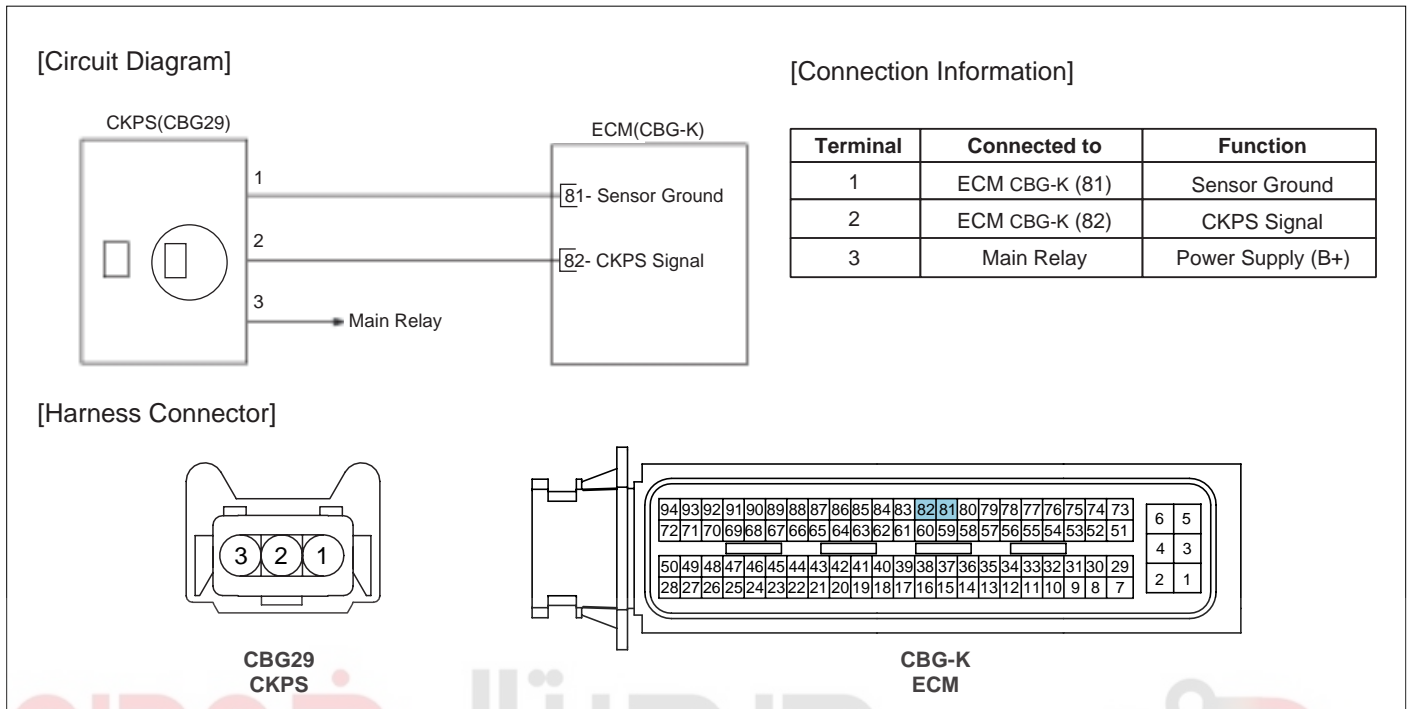 [Circuit Diagram]
CKPS(CBG29)
ECM(CBG-K)
1
81- Sensor Ground
2
82- CKPS Signal
3
Main Relay
[Connection Information]
Terminal Connected to Function
1 ECM CBG-K (81) Sensor Ground
2 ECM CBG-K (82) CKPS Signal
3 Main Relay Power Supply (B+)
[Harness Connector]
3 2 1
CBG29
CKPS
94 93 92 91 90 89 88 87 86 85 84 83 82 81 80 79 78 77 76 75 74 73
72 71 70 69 68 67 66 65 64 63 62 61 60 59 58 57 56 55 54 53 52 51
50 49 48 47 46 45 44 43 42 41 40 39 38 37 36 35 34 33 32 31 30 29
28 27 26 25 24 23 22 21 20 19 18 17 16 15 14 13 12 11 10 9 8 7
6 5
4 3
2 1
CBG-K
ECM